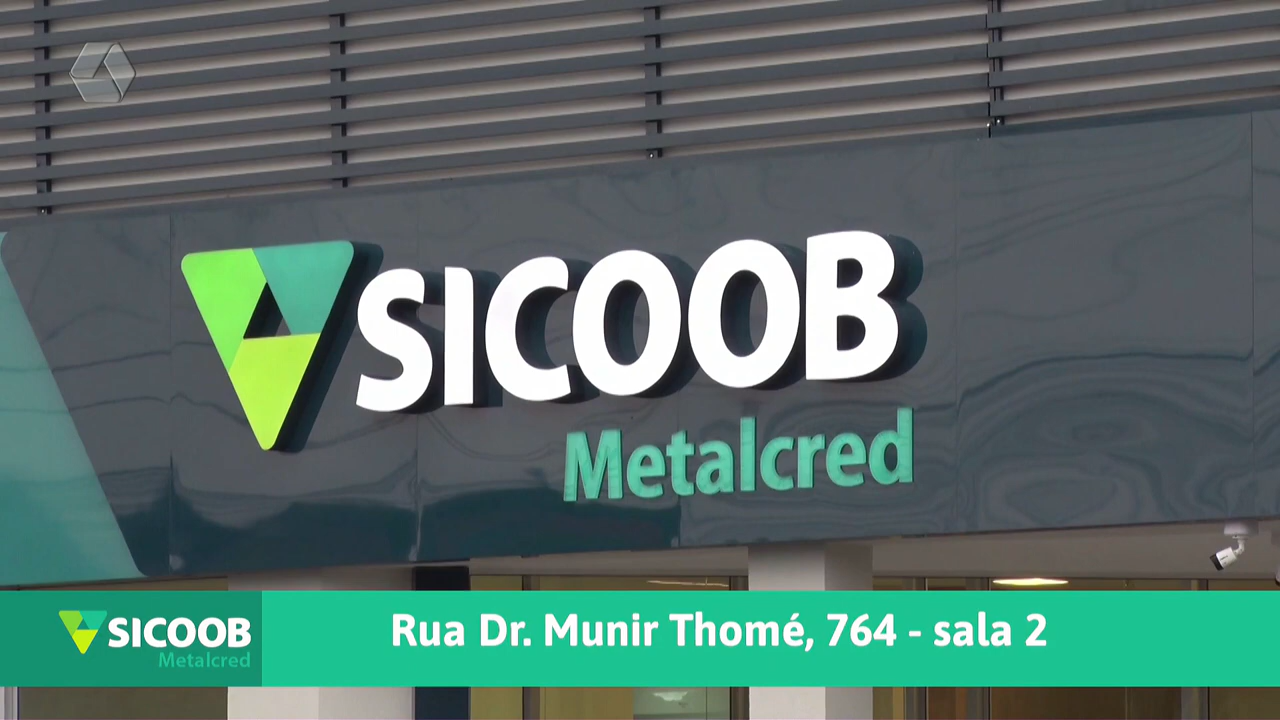 SICOOB
Metalcred
SICOOB
Metalcred
Rua Dr. Munir Thomé, 764 - sala 2